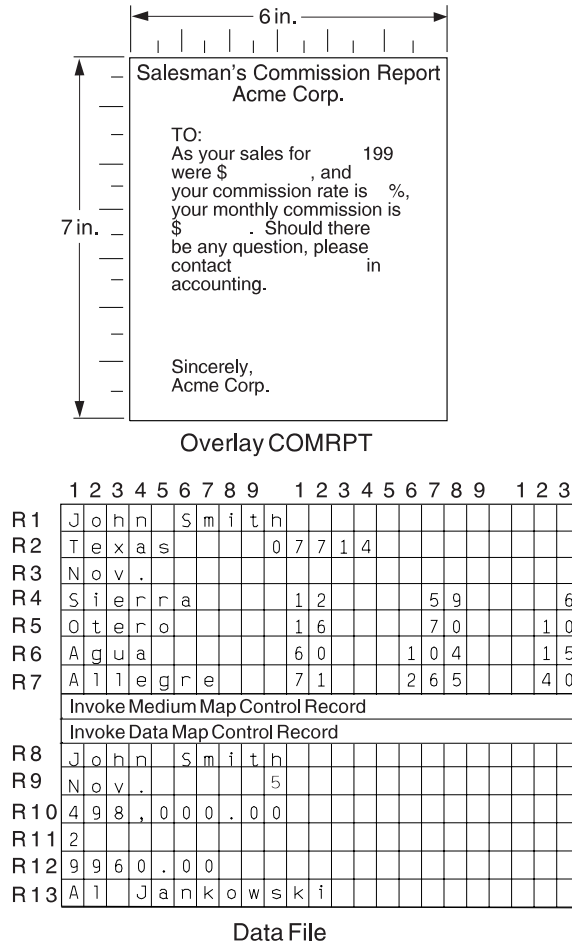 6 in.
Salesman's Commission Report
Acme Corp.
TO:
As your sales for 199
were $ , and
your commission rate is %,
your monthly commission is
$ . Should there
be any question, please
contact in
accounting.
7 in.
Sincerely,
Acme Corp.
Overlay COMRPT
1 2 3 4 5 6 7 8 9 1 2 3 4 5 6 7 8 9 1 2 3
R1 John Smith
R2 Texas 07714
R3 Nov.
R4 Sierra 12 59 6
R5 Otero 16 70 10
R6 Agua 60 104 15
R7 Allegre 71 265 40
Invoke Medium Map Control Record
Invoke Data Map Control Record
R8 John Smith
R9 Nov. 5
R10 498,000.00
R11 2
R12 9960.00
R13 Al Jankowski
Data File